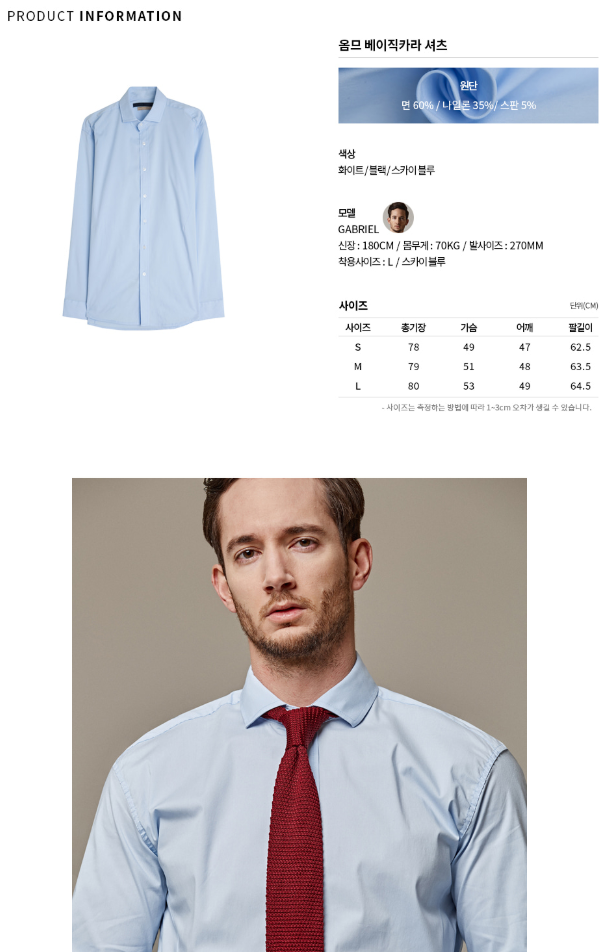 PRODUCT INFORMATION
옴므 베이직카라 셔츠
원단
면 60% / 나일론 35%/ 스판 5%
색상
화이트/블랙/스카이블루
모델
GABRIEL
신장 : 180CM / 몸무게 : 70KG / 발사이즈 : 270MM
착용사이즈 : L / 스카이블루
사이즈 단위(CM)
사이즈 총기장 가슴 어깨 팔길이
S 78 49 47 62.5
M 79 51 48 63.5
L 80 53 49 64.5
- 사이즈는 측정하는 방법에 따라 1~3cm 오차가 생길 수 있습니다.